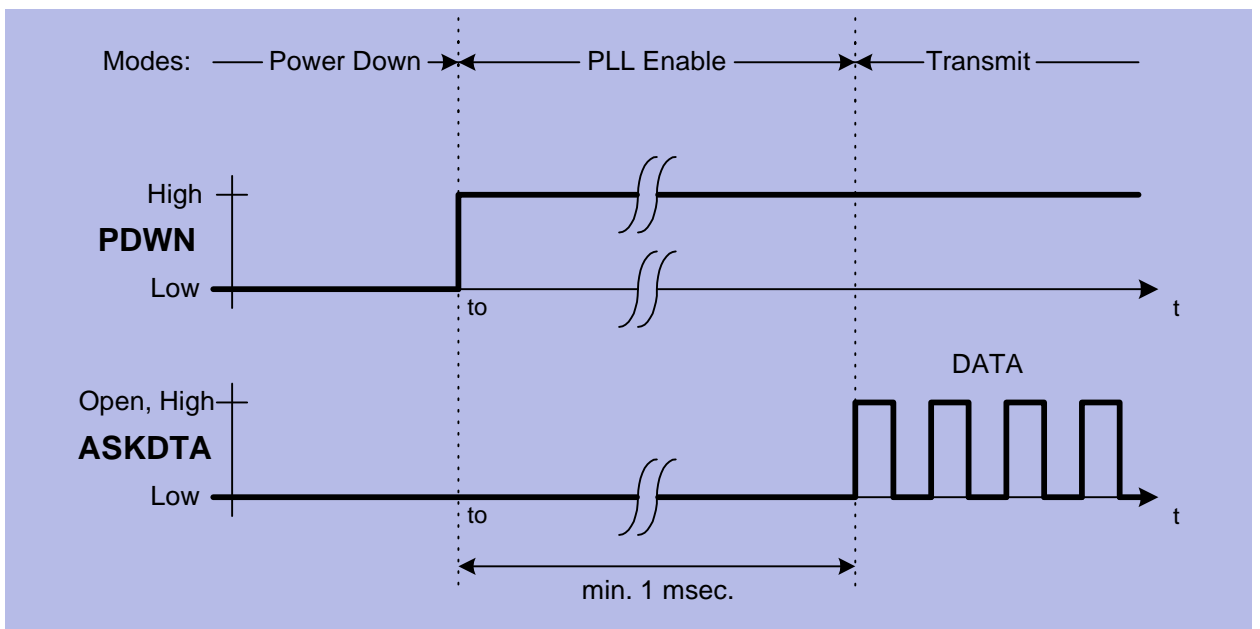 Modes: Power Down PLL Enable Transmit
High
PDWN
Low
to
t
DATA
Open, High
ASKDTA
Low
to
t
min. 1 msec.